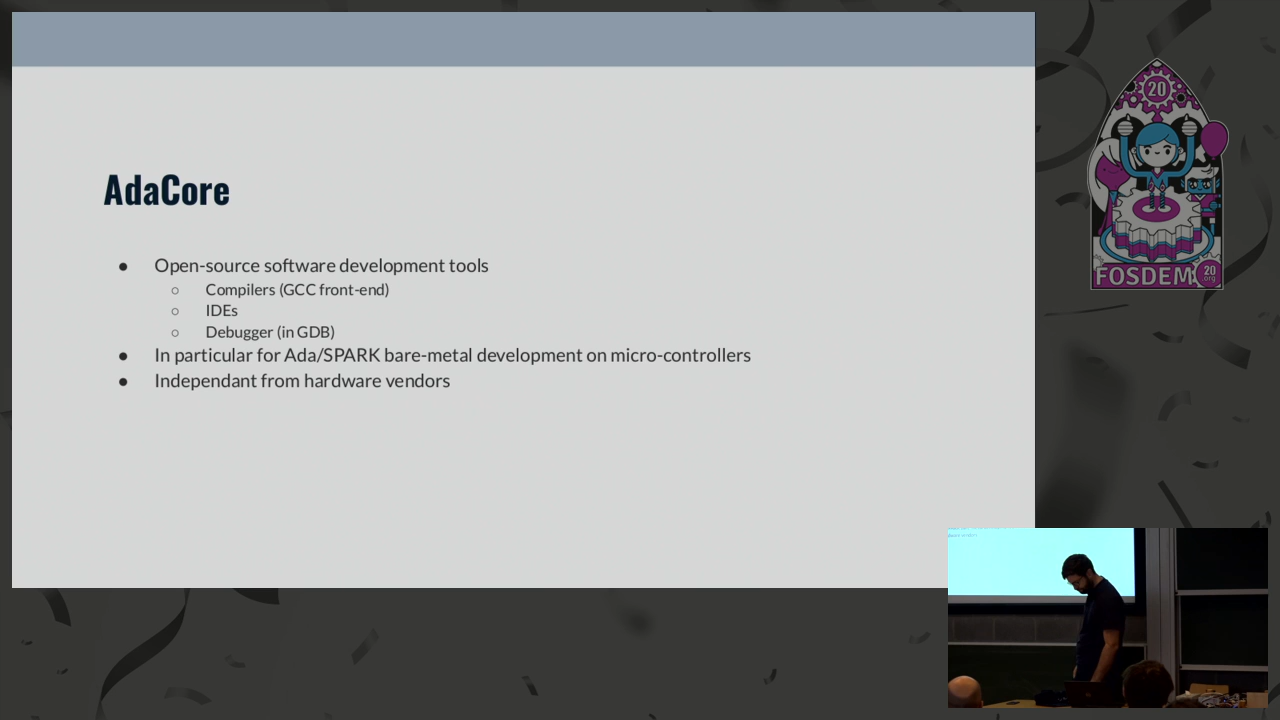 AdaCore
● Open-source software development tools
○ Compilers (GCC front-end)
○ IDEs
○ Debugger (in GDB)
● In particular for Ada/SPARK bare-metal development on micro-controllers
● Independant from hardware vendors
20
FOSDEM
20
.org